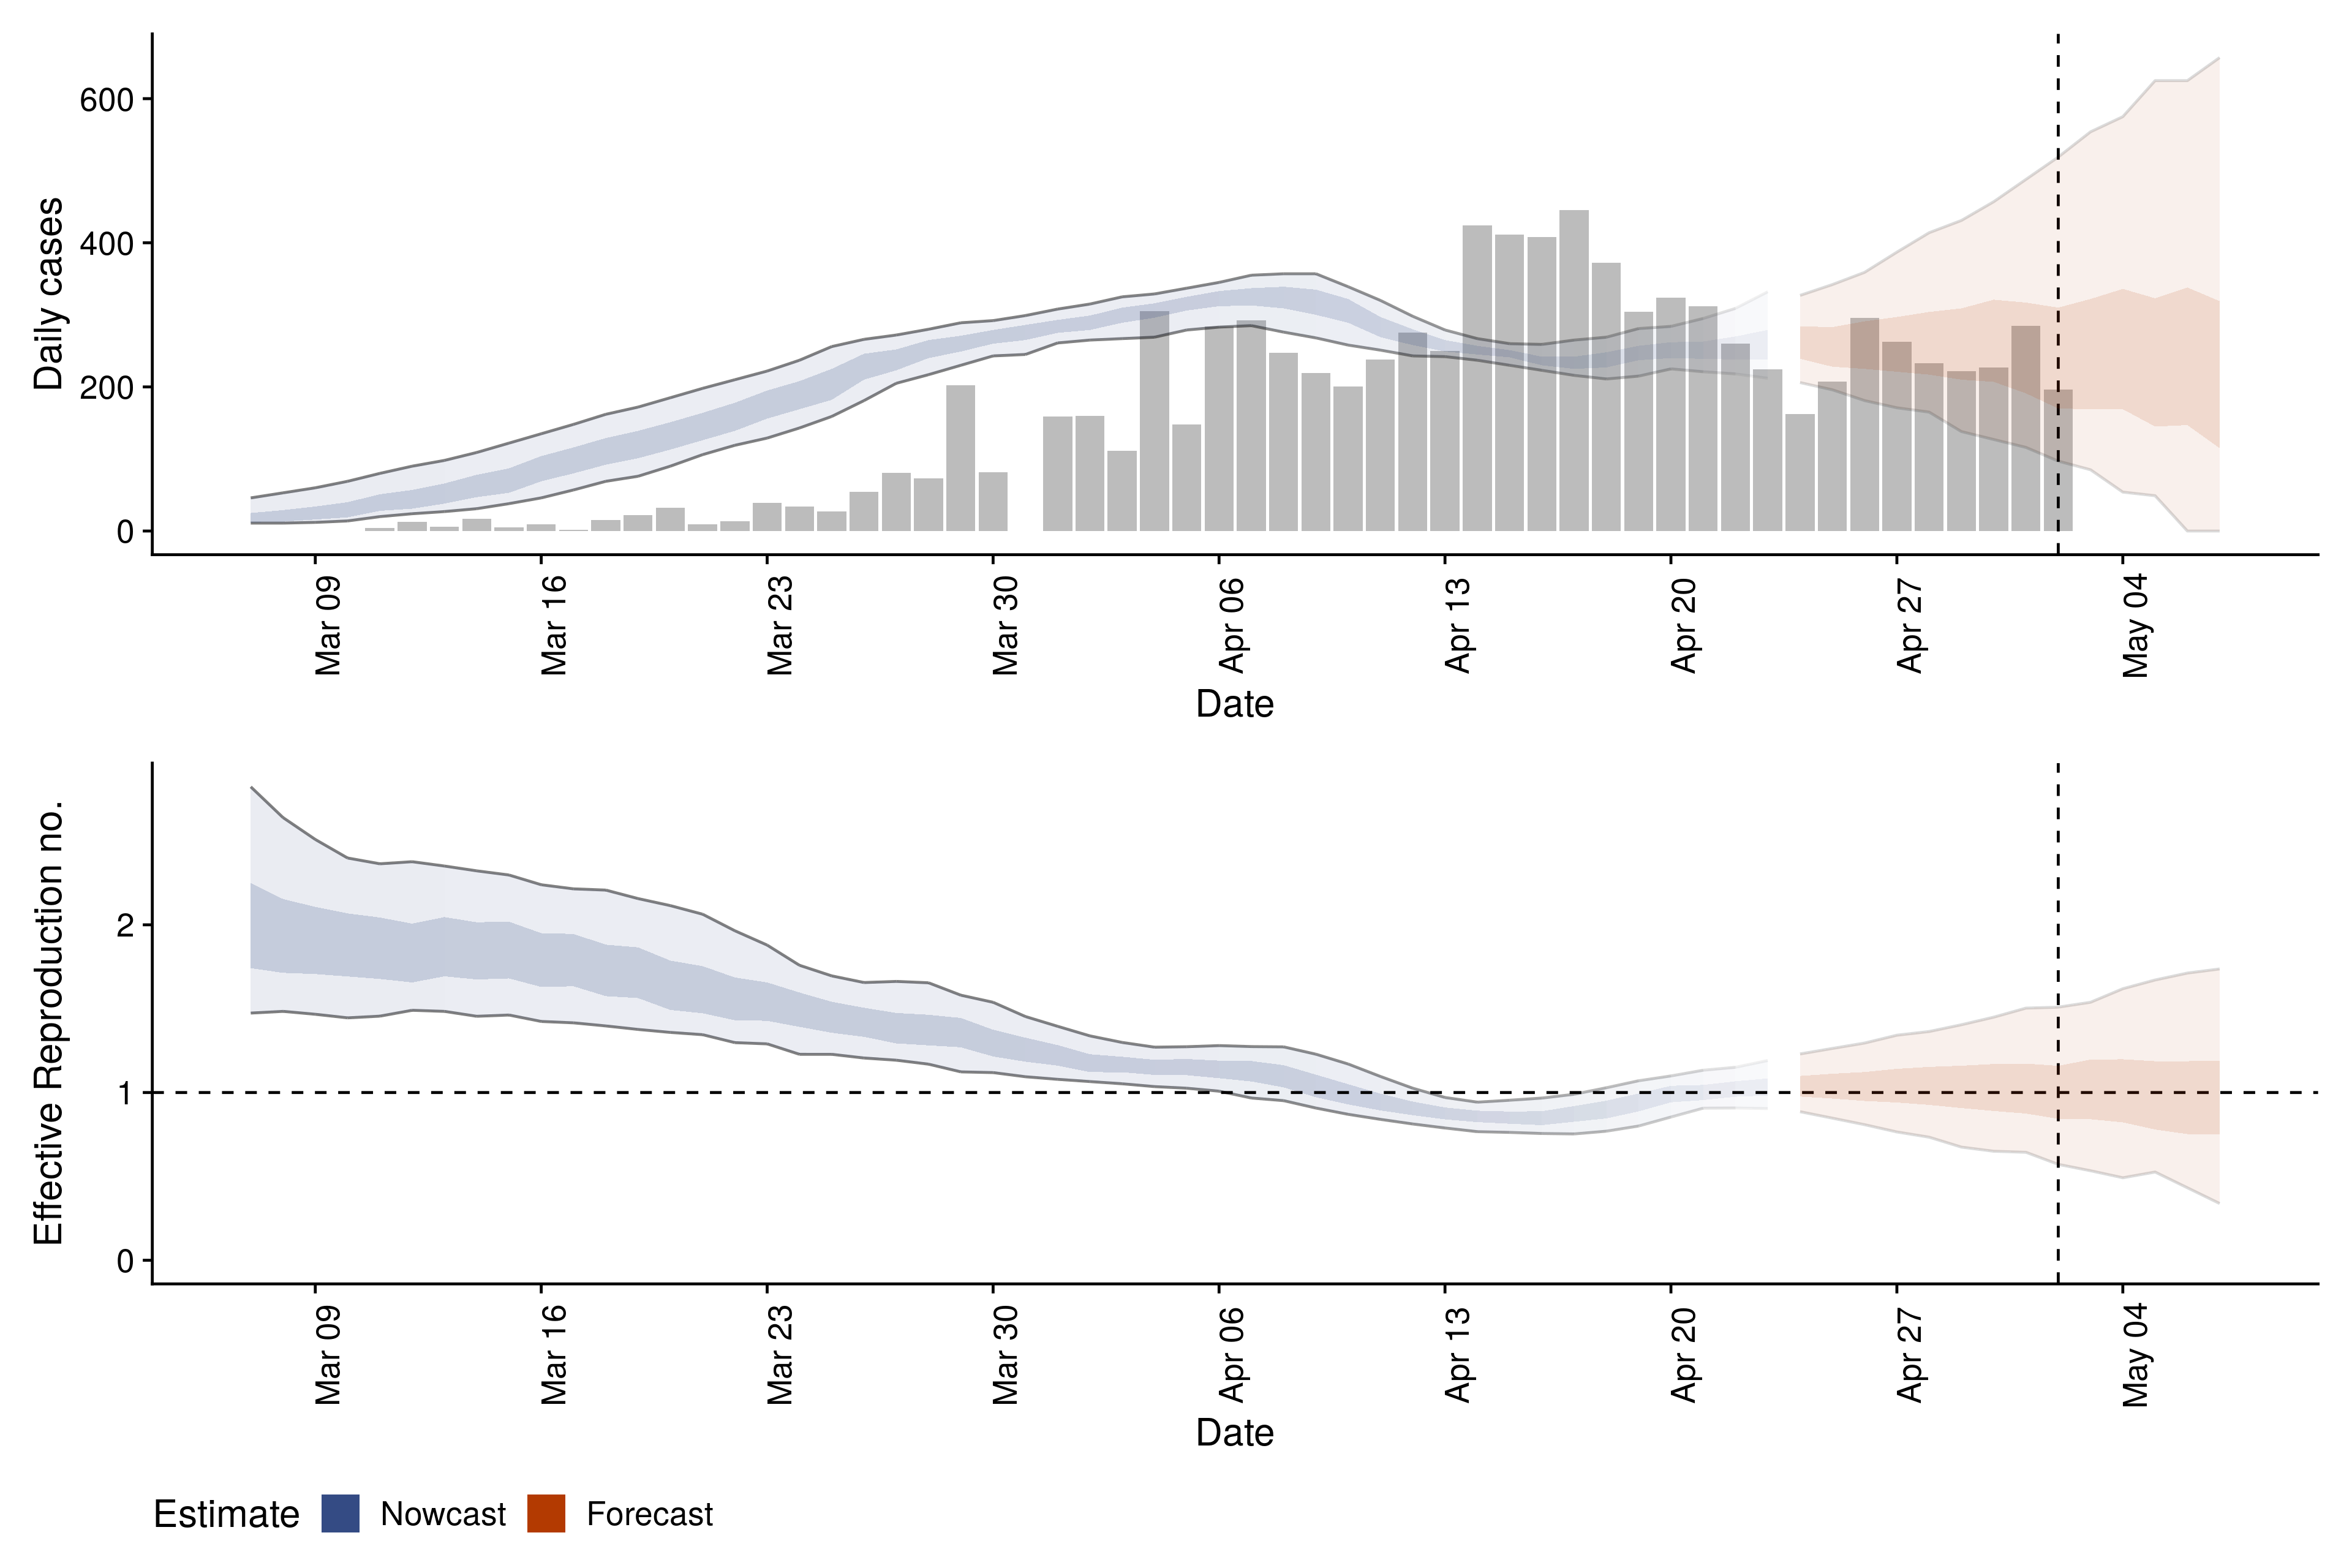 Daily cases
600
400
200
0
Mar 09
Mar 16
Mar 23
Mar 30
Apr 06
Apr 13
Apr 20
Apr 27
May 04
Date
Effective Reproduction no.
2
1
0
Mar 09
Mar 16
Mar 23
Mar 30
Apr 06
Apr 13
Apr 20
Apr 27
May 04
Date
Estimate Nowcast Forecast